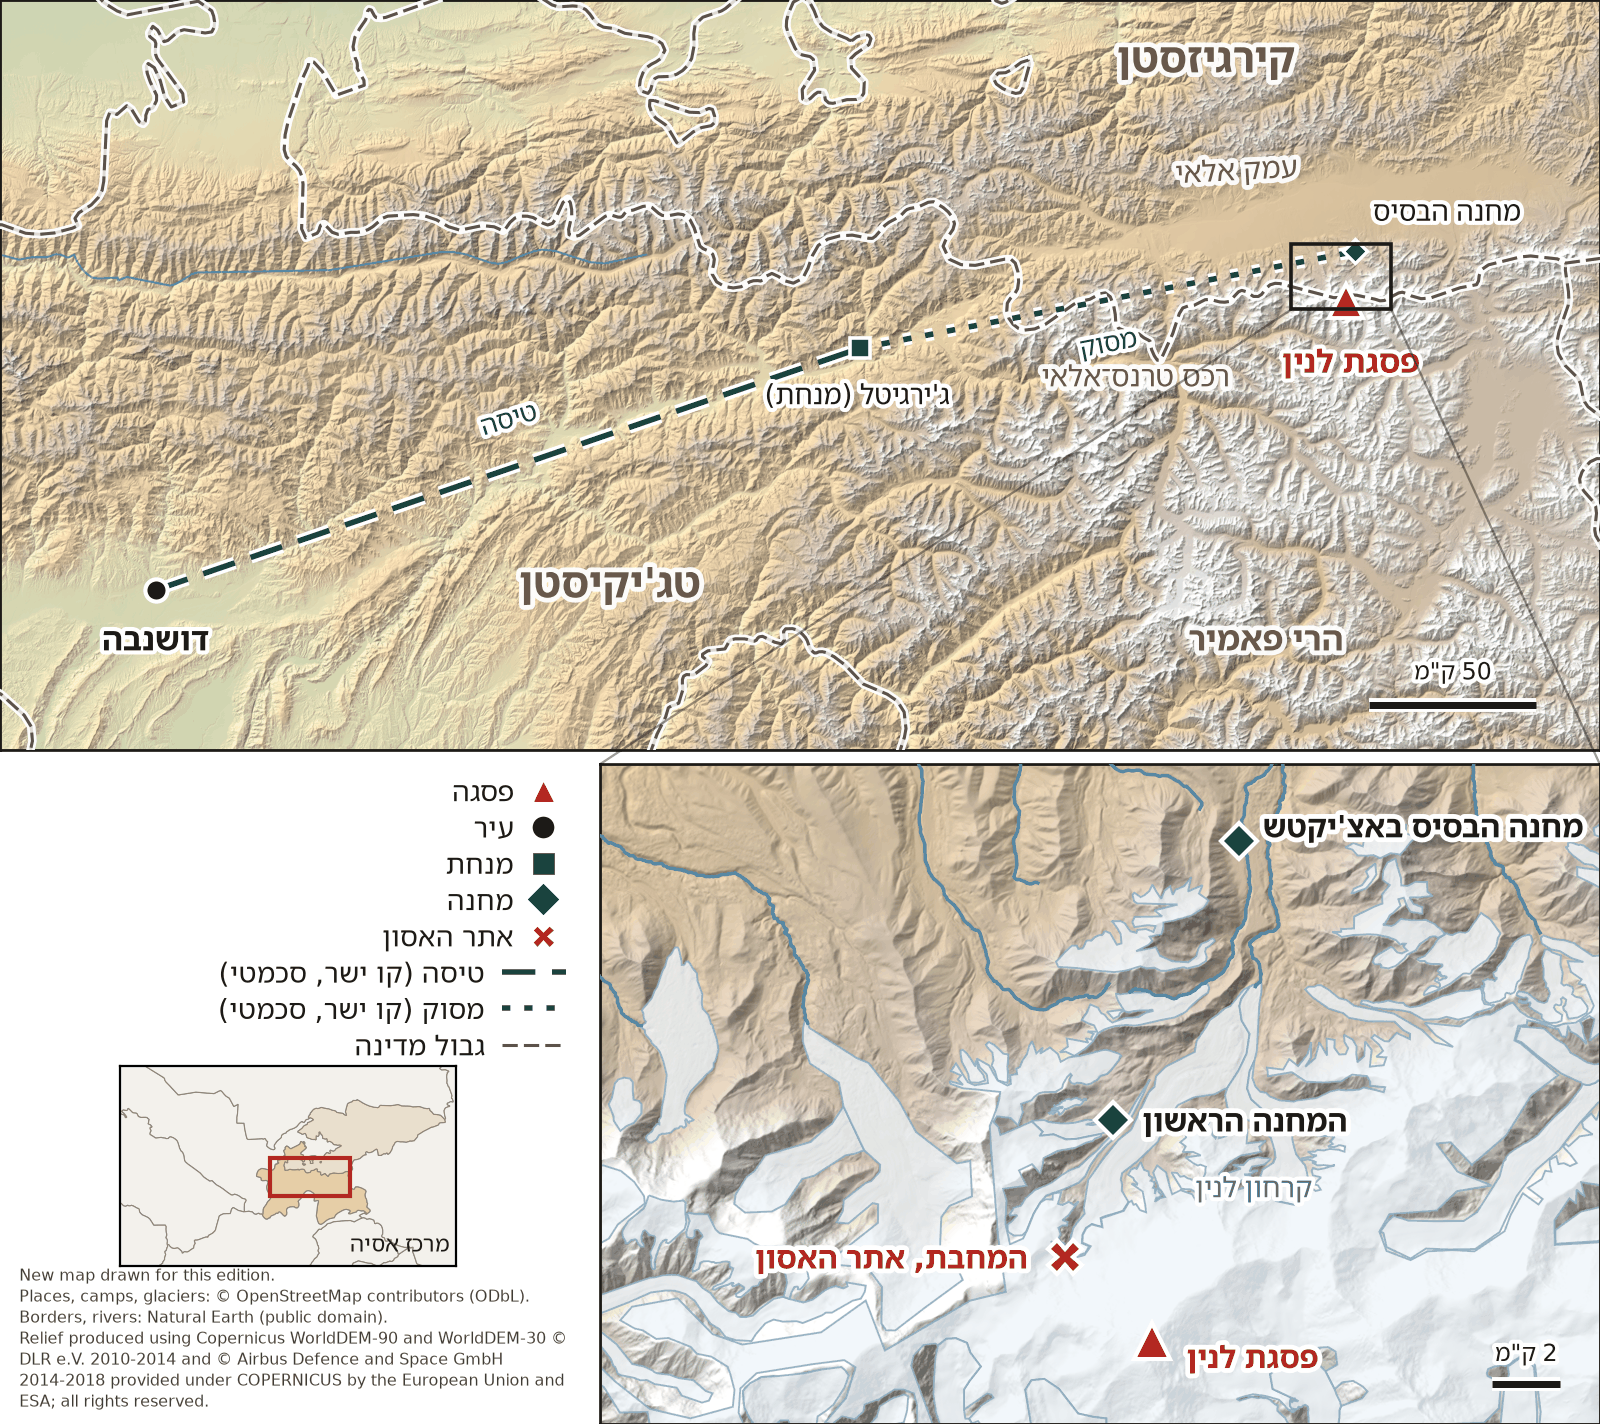 קירגיזסטן
עמק אלאי
מחנה הבסיס
מסוק
רכס טרנס־אלאי
פסגת לנין
ג'ירגיטל (מנחת)
טיסה
טג'יקיסטן
דושנבה
הרי פאמיר
50 ק"מ
פסגה
עיר
מנחת
מחנה
אתר האסון
טיסה (קו ישר, סכמטי)
מסוק (קו ישר, סכמטי)
גבול מדינה
מרכז אסיה
מחנה הבסיס באצ'יקטש
המחנה הראשון
קרחון לנין
המחבת, אתר האסון
פסגת לנין
2 ק"מ
New map drawn for this edition.
Places, camps, glaciers: © OpenStreetMap contributors (ODbL).
Borders, rivers: Natural Earth (public domain).
Relief produced using Copernicus WorldDEM-90 and WorldDEM-30 ©
DLR e.V. 2010-2014 and © Airbus Defence and Space GmbH
2014-2018 provided under COPERNICUS by the European Union and
ESA; all rights reserved.